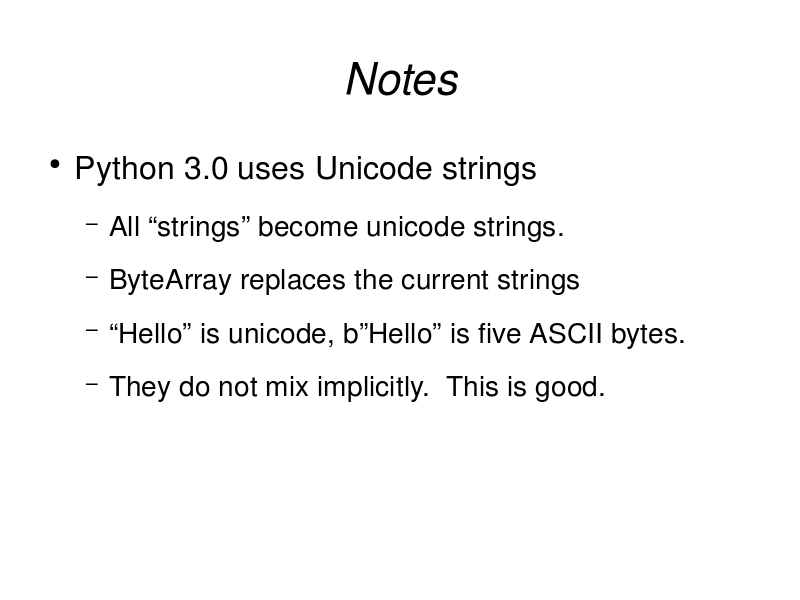 Notes
• Python 3.0 uses Unicode strings
– All “strings” become unicode strings.
– ByteArray replaces the current strings
– “Hello” is unicode, b”Hello” is five ASCII bytes.
– They do not mix implicitly.  This is good.